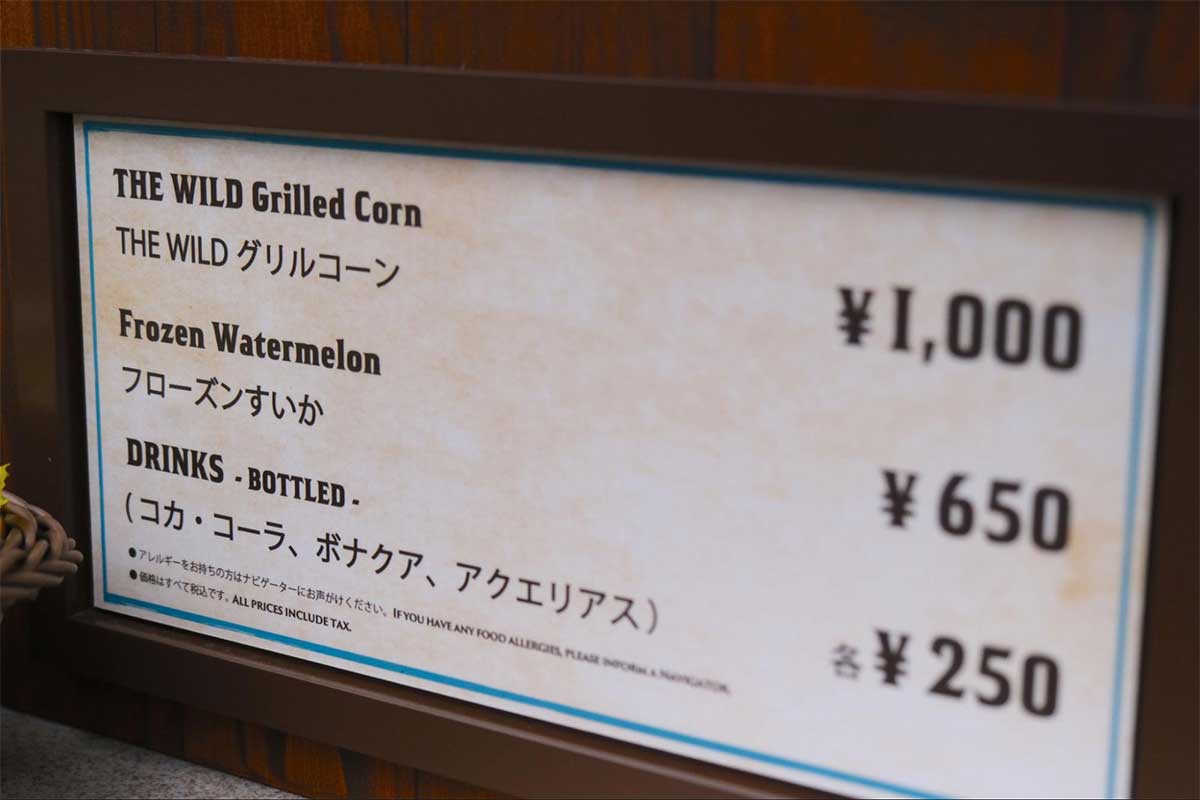 THE WILD Grilled Corn
THE WILD グリルコーン
¥1,000
Frozen Watermelon
フローズンすいか
¥650
DRINKS - BOTTLED -
(コカ・コーラ、ボナクア、アクエリアス)
各¥250
●アレルギーをお持ちの方はナビゲーターにお声がけください。IF YOU HAVE ANY FOOD ALLERGIES, PLEASE INFORM A NAVIGATOR.
●価格はすべて税込です。ALL PRICES INCLUDE TAX.